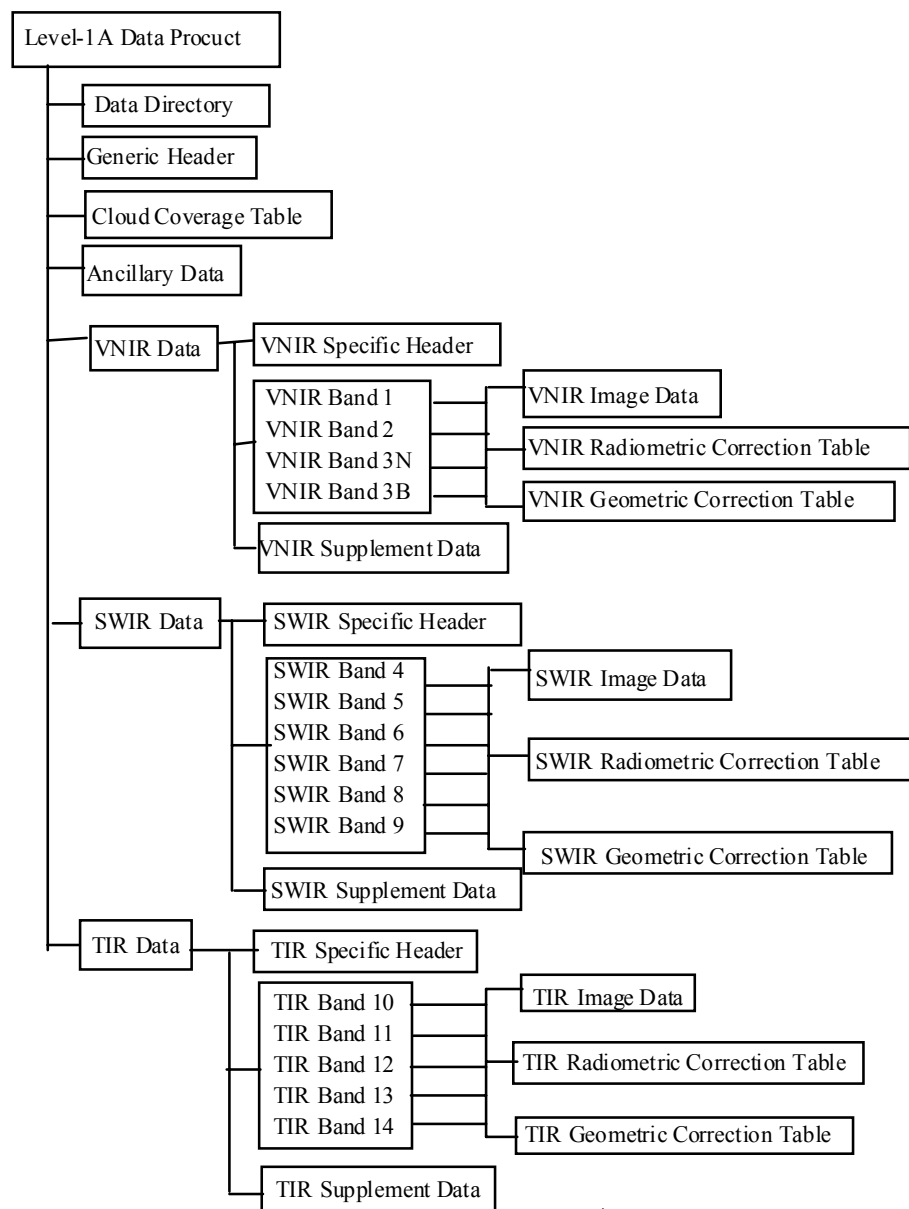 Level-1A Data Procuct
Data Directory
Generic Header
Cloud Coverage Table
Ancillary Data
VNIR Data
VNIR Specific Header
VNIR Band 1
VNIR Band 2
VNIR Band 3N
VNIR Band 3B
VNIR Image Data
VNIR Radiometric Correction Table
VNIR Geometric Correction Table
VNIR Supplement Data
SWIR Data
SWIR Specific Header
SWIR Band 4
SWIR Band 5
SWIR Band 6
SWIR Band 7
SWIR Band 8
SWIR Band 9
SWIR Image Data
SWIR Radiometric Correction Table
SWIR Geometric Correction Table
SWIR Supplement Data
TIR Data
TIR Specific Header
TIR Band 10
TIR Band 11
TIR Band 12
TIR Band 13
TIR Band 14
TIR Image Data
TIR Radiometric Correction Table
TIR Geometric Correction Table
TIR Supplement Data